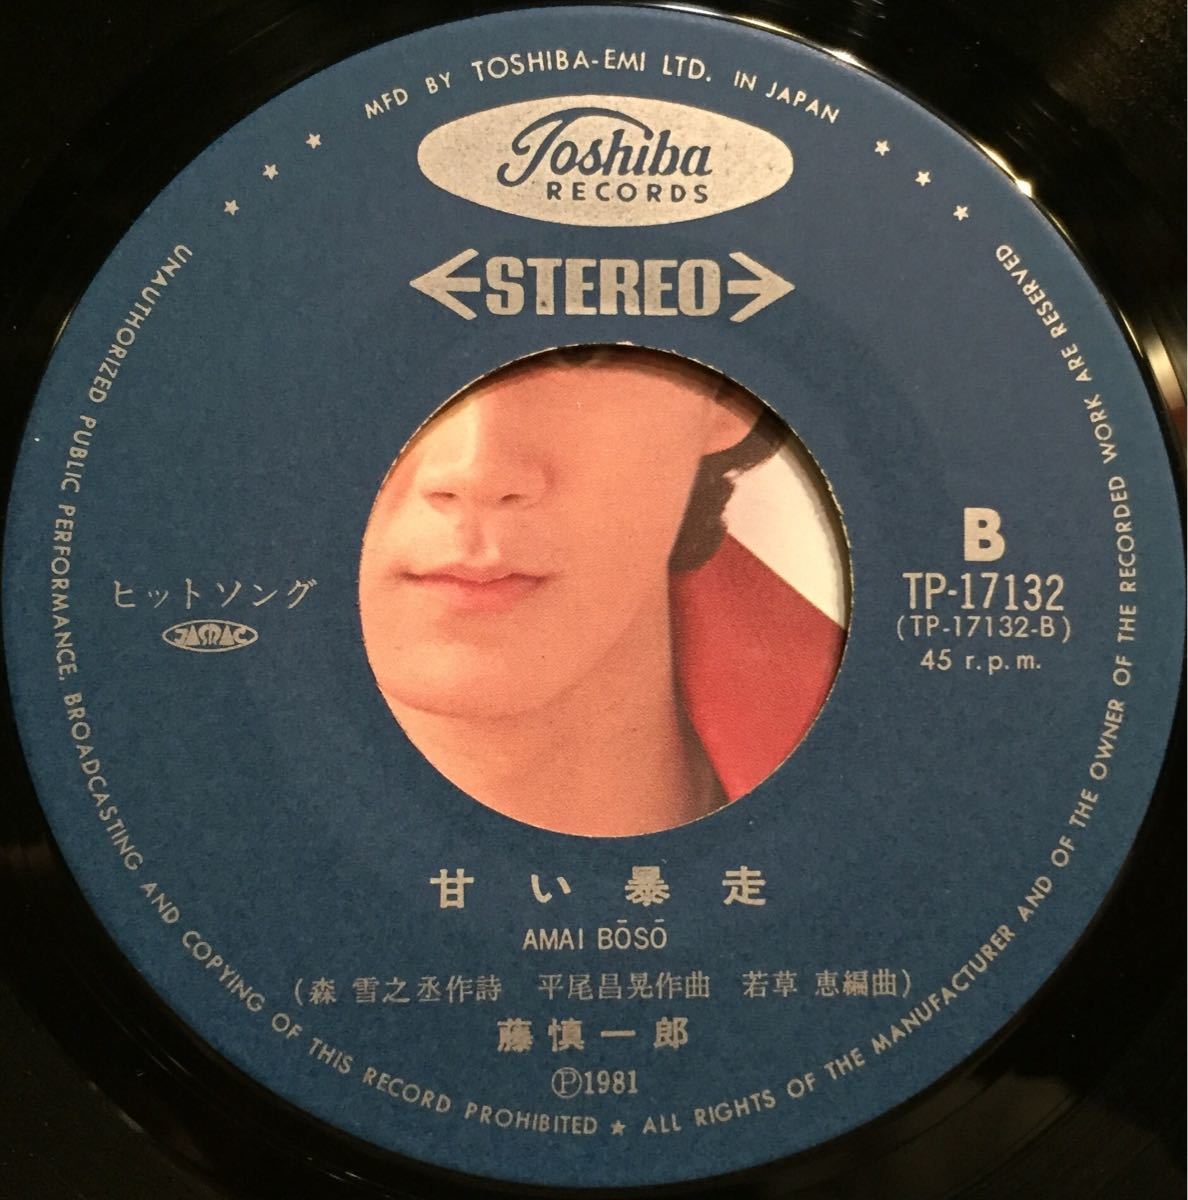 MFD BY TOSHIBA-EMI LTD. IN JAPAN
Toshiba
RECORDS
STEREO
ヒットソング
JASRAC
B
TP-17132
(TP-17132-B)
45 r.p.m.
甘い暴走
AMAI BŌSŌ
(森 雪之丞作詩 平尾昌晃作曲 若草 恵編曲)
藤慎一郎
Ⓟ1981
UNAUTHORIZED PUBLIC PERFORMANCE, BROADCASTING AND COPYING OF THIS RECORD PROHIBITED ★ ALL RIGHTS OF THE MANUFACTURER AND OF THE OWNER OF THE RECORDED WORK ARE RESERVED